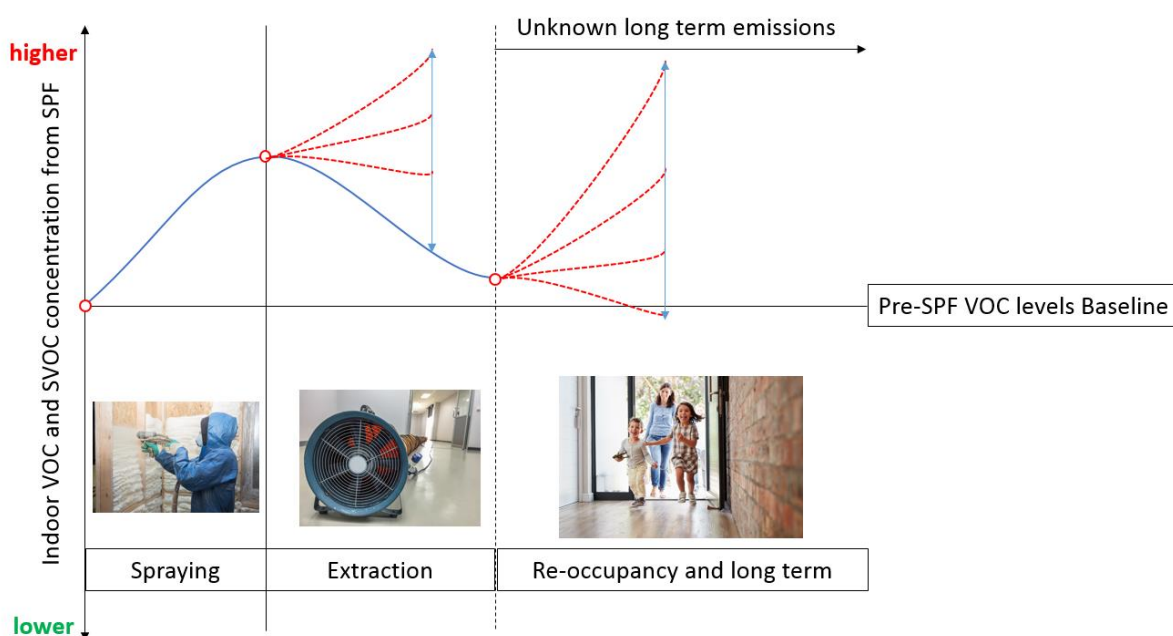 Unknown long term emissions
higher
Indoor VOC and SVOC concentration from SPF
Pre-SPF VOC levels Baseline
Spraying
Extraction
Re-occupancy and long term
lower